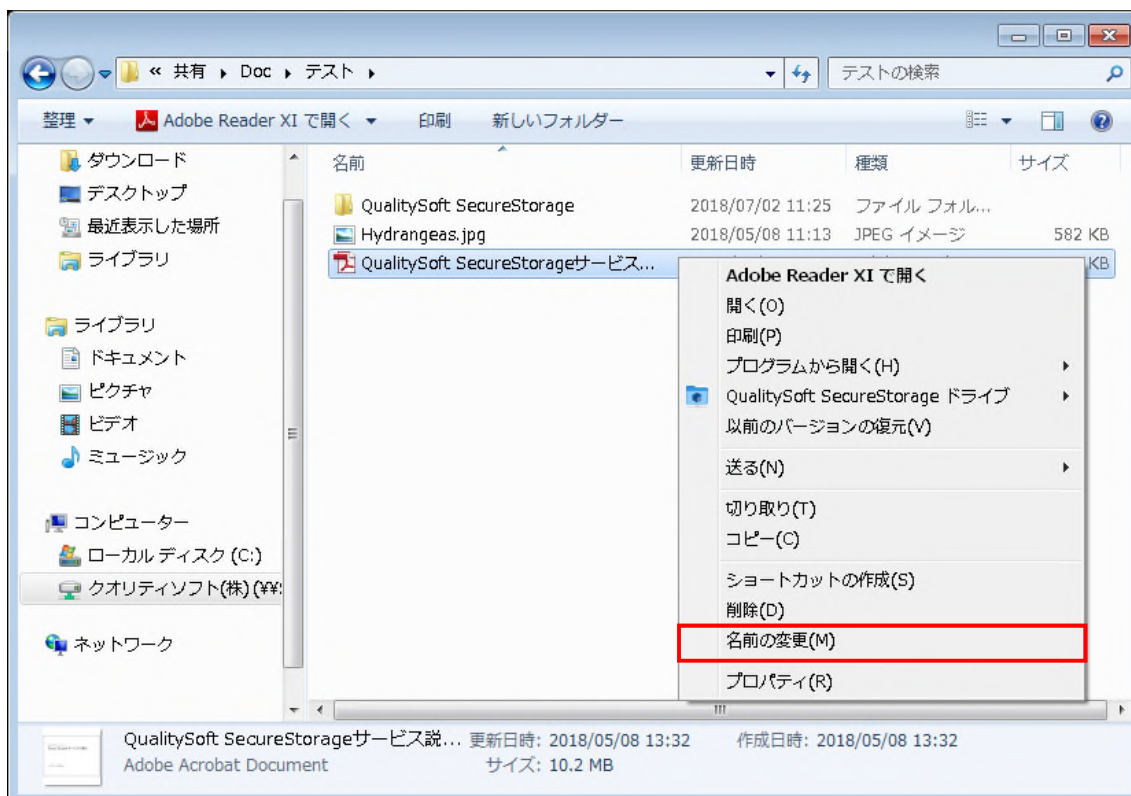 « 共有 ▸ Doc ▸ テスト ▸ テストの検索
整理 ▼ Adobe Reader XI で開く ▼ 印刷 新しいフォルダー
ダウンロード
デスクトップ
最近表示した場所
ライブラリ
ライブラリ
ドキュメント
ピクチャ
ビデオ
ミュージック
コンピューター
ローカル ディスク (C:)
クオリティソフト(株) (¥¥
ネットワーク
名前 更新日時 種類 サイズ
QualitySoft SecureStorage 2018/07/02 11:25 ファイル フォル...
Hydrangeas.jpg 2018/05/08 11:13 JPEG イメージ 582 KB
QualitySoft SecureStorageサービス... KB
Adobe Reader XI で開く
開く(O)
印刷(P)
プログラムから開く(H)
QualitySoft SecureStorage ドライブ
以前のバージョンの復元(V)
送る(N)
切り取り(T)
コピー(C)
ショートカットの作成(S)
削除(D)
名前の変更(M)
プロパティ(R)
QualitySoft SecureStorageサービス説... 更新日時: 2018/05/08 13:32 作成日時: 2018/05/08 13:32
Adobe Acrobat Document サイズ: 10.2 MB